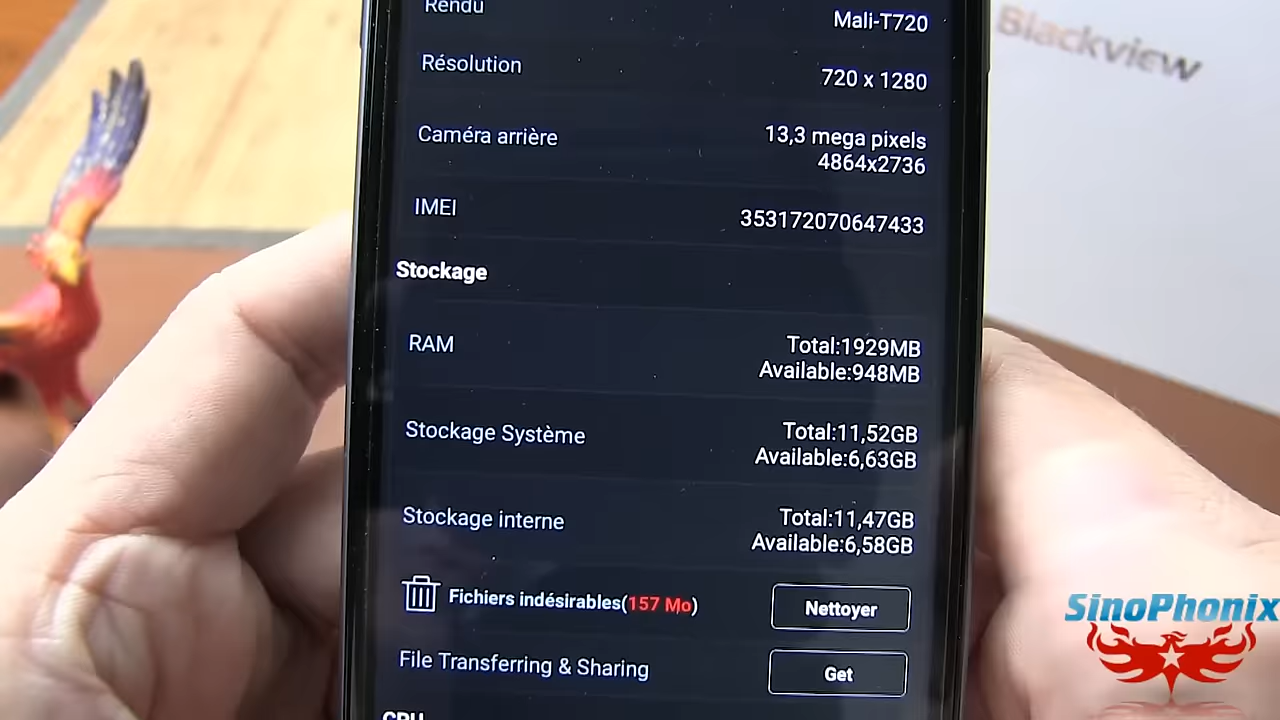 Rendu
Mali-T720
Blackview
Résolution
720 x 1280
Caméra arrière
13,3 mega pixels
4864x2736
IMEI
353172070647433
Stockage
RAM
Total:1929MB
Available:948MB
Stockage Système
Total:11,52GB
Available:6,63GB
Stockage interne
Total:11,47GB
Available:6,58GB
Fichiers indésirables(157 Mo)
Nettoyer
File Transferring & Sharing
Get
CPU
SinoPhonix